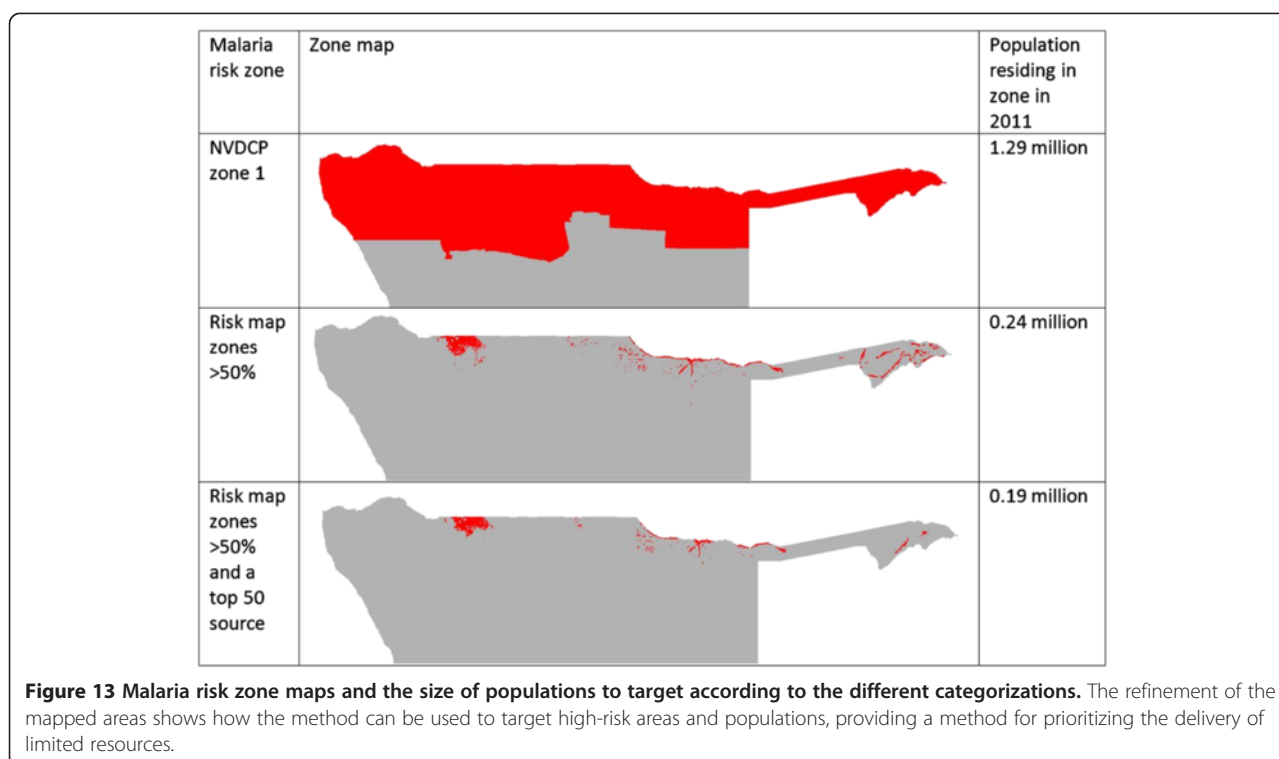 Malaria risk zone
Zone map
Population residing in zone in 2011
NVDCP zone 1
1.29 million
Risk map zones >50%
0.24 million
Risk map zones >50% and a top 50 source
0.19 million
Figure 13 Malaria risk zone maps and the size of populations to target according to the different categorizations. The refinement of the
mapped areas shows how the method can be used to target high-risk areas and populations, providing a method for prioritizing the delivery of
limited resources.